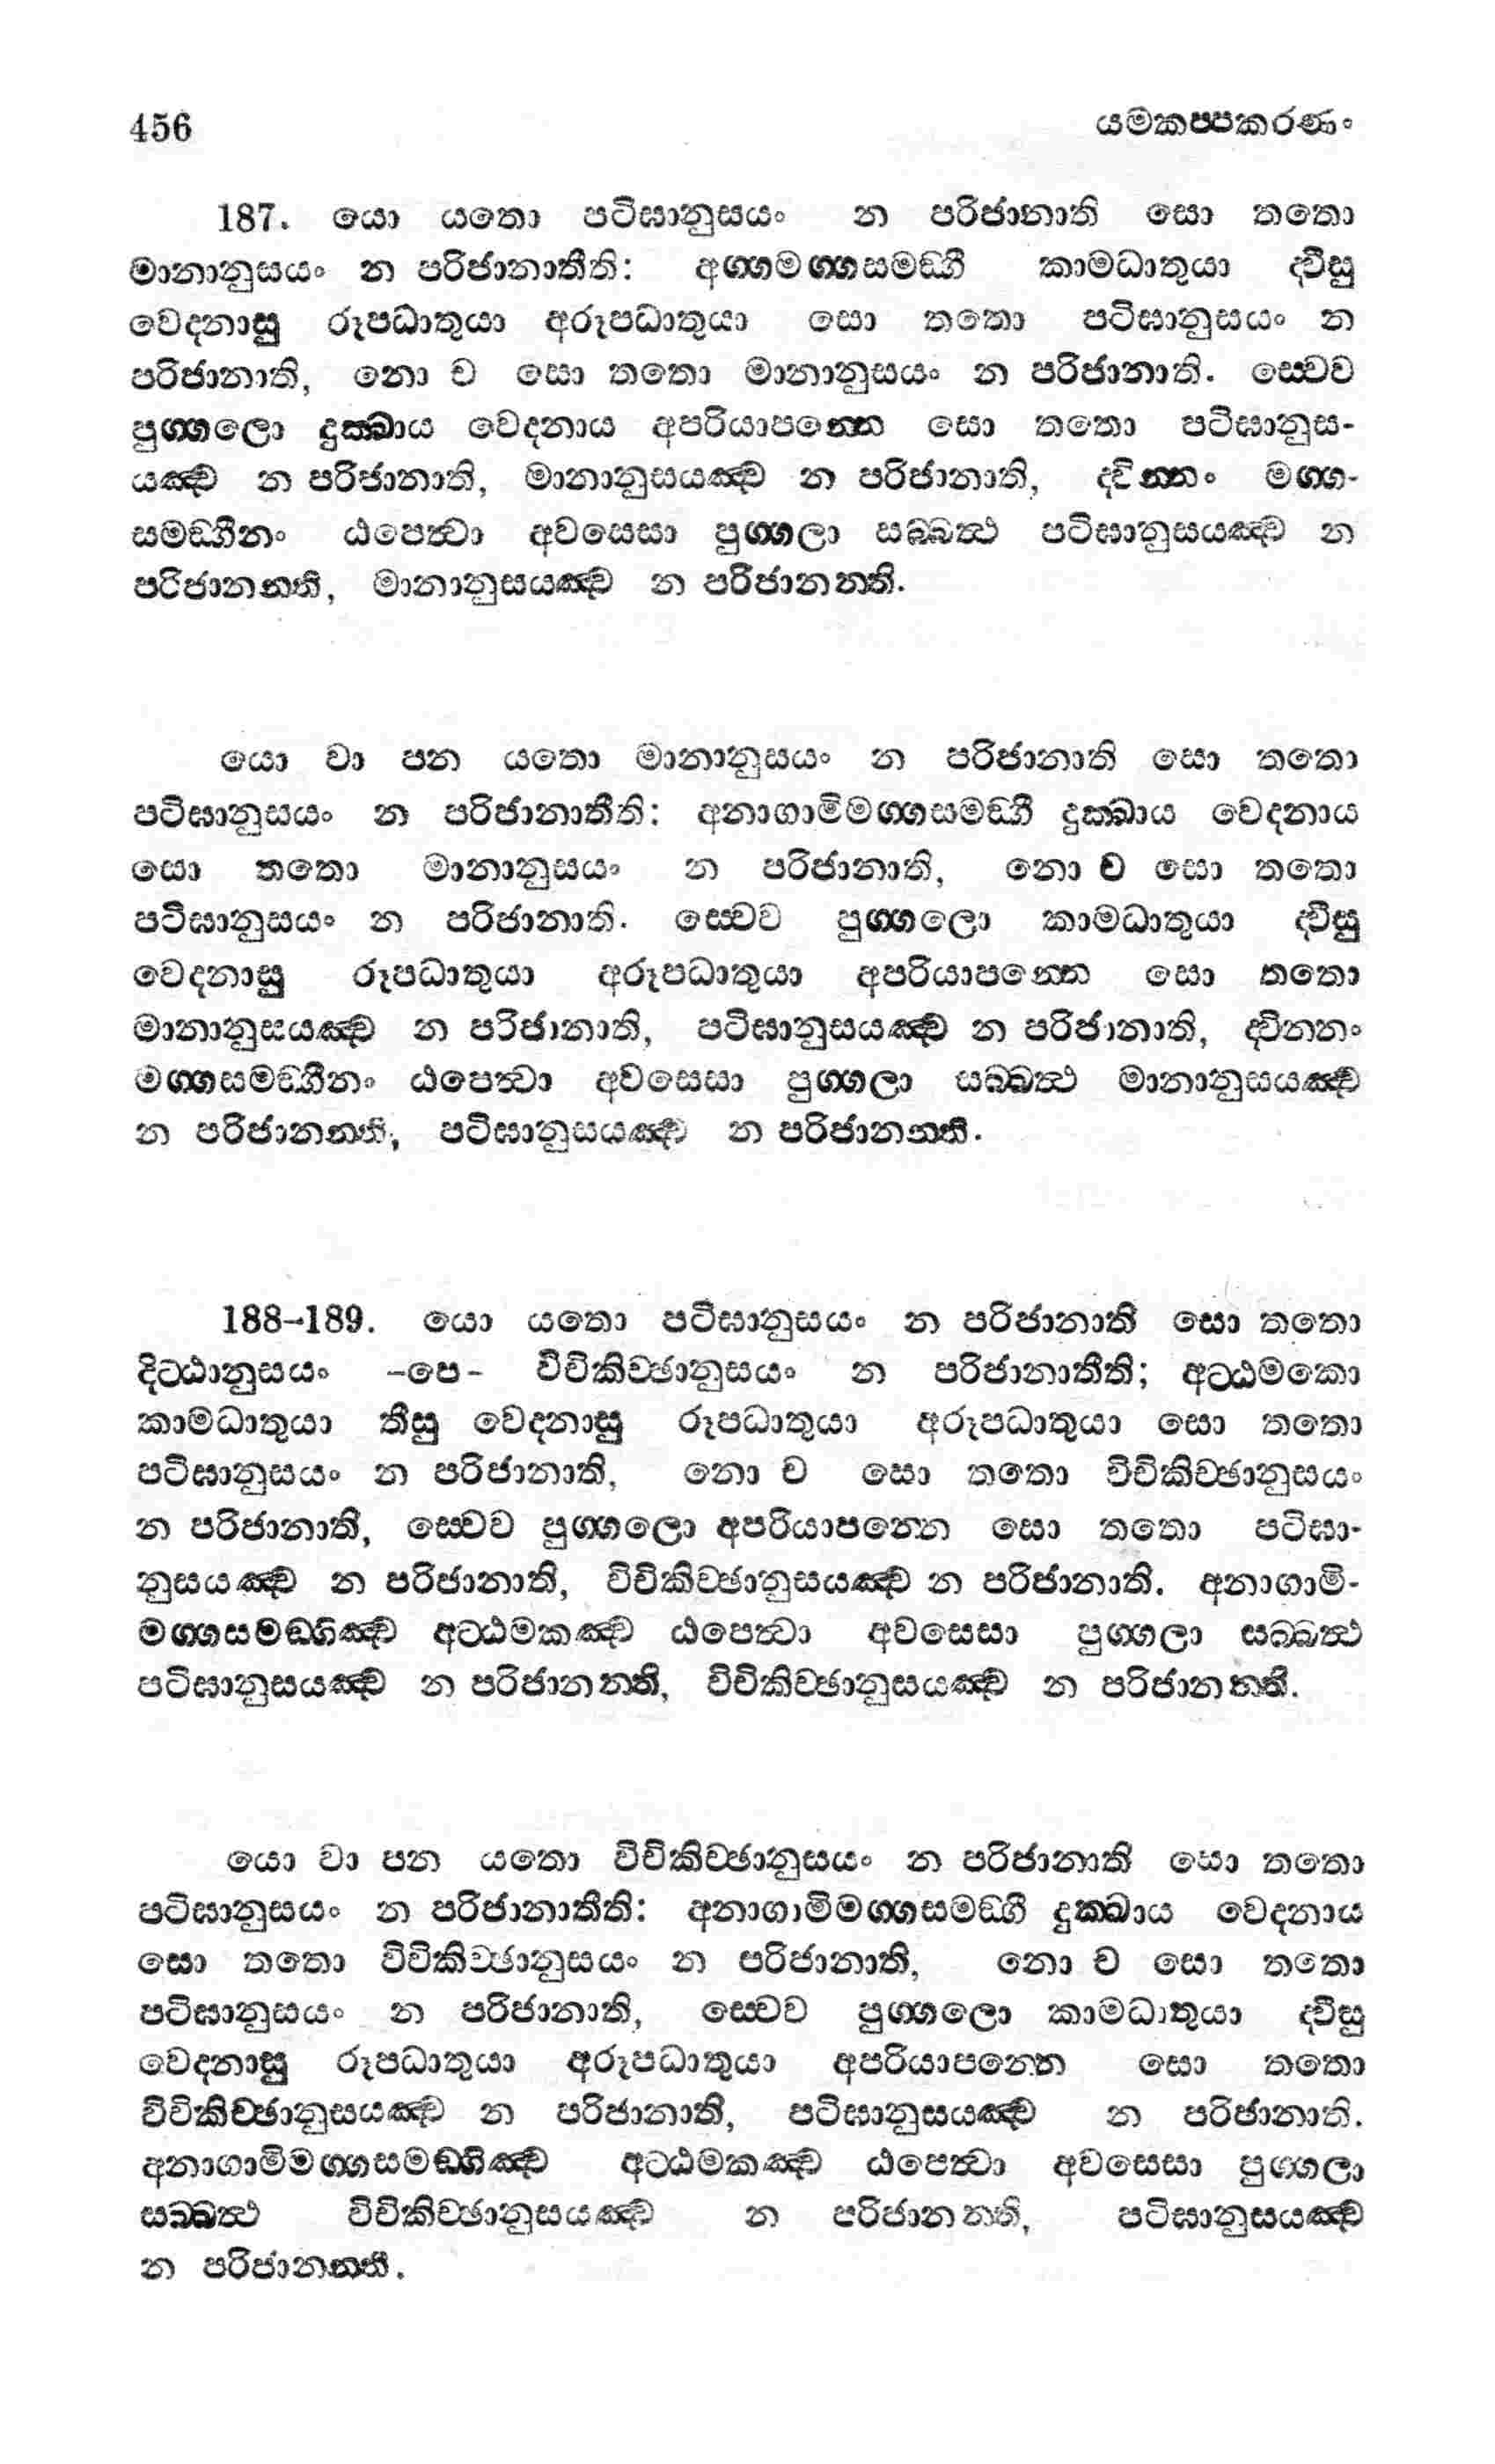 456 යමකප්පකරණං
187. යො යතො පටිඝානුසයං න පරිජානාති සො තතො
මානානුසයං න පරිජානාතීති: අග්ගමග්ගසමඞ්ගී කාමධාතුයා ද්වීසු
වෙදනාසු රූපධාතුයා අරූපධාතුයා සො තතො පටිඝානුසයං න
පරිජානාති, නො ච සො තතො මානානුසයං න පරිජානාති. ස්වෙව
පුග්ගලො දුක්ඛාය වෙදනාය අපරියාපන්නෙ සො තතො පටිඝානුස-
යඤ්ච න පරිජානාති, මානානුසයඤ්ච න පරිජානාති, ද්වින්නං මග්ග-
සමඞ්ගීනං ඨපෙත්වා අවසෙසා පුග්ගලා සබ්බත්ථ පටිඝානුසයඤ්ච න
පරිජානන්ති, මානානුසයඤ්ච න පරිජානන්ති.
යො වා පන යතො මානානුසයං න පරිජානාති සො තතො
පටිඝානුසයං න පරිජානාතීති: අනාගාමිමග්ගසමඞ්ගී දුක්ඛාය වෙදනාය
සො තතො මානානුසයං න පරිජානාති, නො ච සො තතො
පටිඝානුසයං න පරිජානාති. ස්වෙව පුග්ගලො කාමධාතුයා ද්වීසු
වෙදනාසු රූපධාතුයා අරූපධාතුයා අපරියාපන්නෙ සො තතො
මානානුසයඤ්ච න පරිජානාති, පටිඝානුසයඤ්ච න පරිජානාති, ද්වින්නං
මග්ගසමඞ්ගීනං ඨපෙත්වා අවසෙසා පුග්ගලා සබ්බත්ථ මානානුසයඤ්ච
න පරිජානන්ති, පටිඝානුසයඤ්ච න පරිජානන්ති.
188-189. යො යතො පටිඝානුසයං න පරිජානාති සො තතො
දිට්ඨානුසයං -පෙ- විචිකිච්ඡානුසයං න පරිජානාතීති; අට්ඨමකො
කාමධාතුයා තීසු වෙදනාසු රූපධාතුයා අරූපධාතුයා සො තතො
පටිඝානුසයං න පරිජානාති, නො ච සො තතො විචිකිච්ඡානුසයං
න පරිජානාති, ස්වෙව පුග්ගලො අපරියාපන්නෙ සො තතො පටිඝා-
නුසයඤ්ච න පරිජානාති, විචිකිච්ඡානුසයඤ්ච න පරිජානාති. අනාගාමි-
මග්ගසමඞ්ගිඤ්ච අට්ඨමකඤ්ච ඨපෙත්වා අවසෙසා පුග්ගලා සබ්බත්ථ
පටිඝානුසයඤ්ච න පරිජානන්ති, විචිකිච්ඡානුසයඤ්ච න පරිජානන්ති.
යො වා පන යතො විචිකිච්ඡානුසයං න පරිජානාති සො තතො
පටිඝානුසයං න පරිජානාතීති: අනාගාමිමග්ගසමඞ්ගී දුක්ඛාය වෙදනාය
සො තතො විචිකිච්ඡානුසයං න පරිජානාති, නො ච සො තතො
පටිඝානුසයං න පරිජානාති, ස්වෙව පුග්ගලො කාමධාතුයා ද්වීසු
වෙදනාසු රූපධාතුයා අරූපධාතුයා අපරියාපන්නෙ සො තතො
විචිකිච්ඡානුසයඤ්ච න පරිජානාති, පටිඝානුසයඤ්ච න පරිජානාති.
අනාගාමිමග්ගසමඞ්ගිඤ්ච අට්ඨමකඤ්ච ඨපෙත්වා අවසෙසා පුග්ගලා
සබ්බත්ථ විචිකිච්ඡානුසයඤ්ච න පරිජානන්ති, පටිඝානුසයඤ්ච
න පරිජානන්ති.